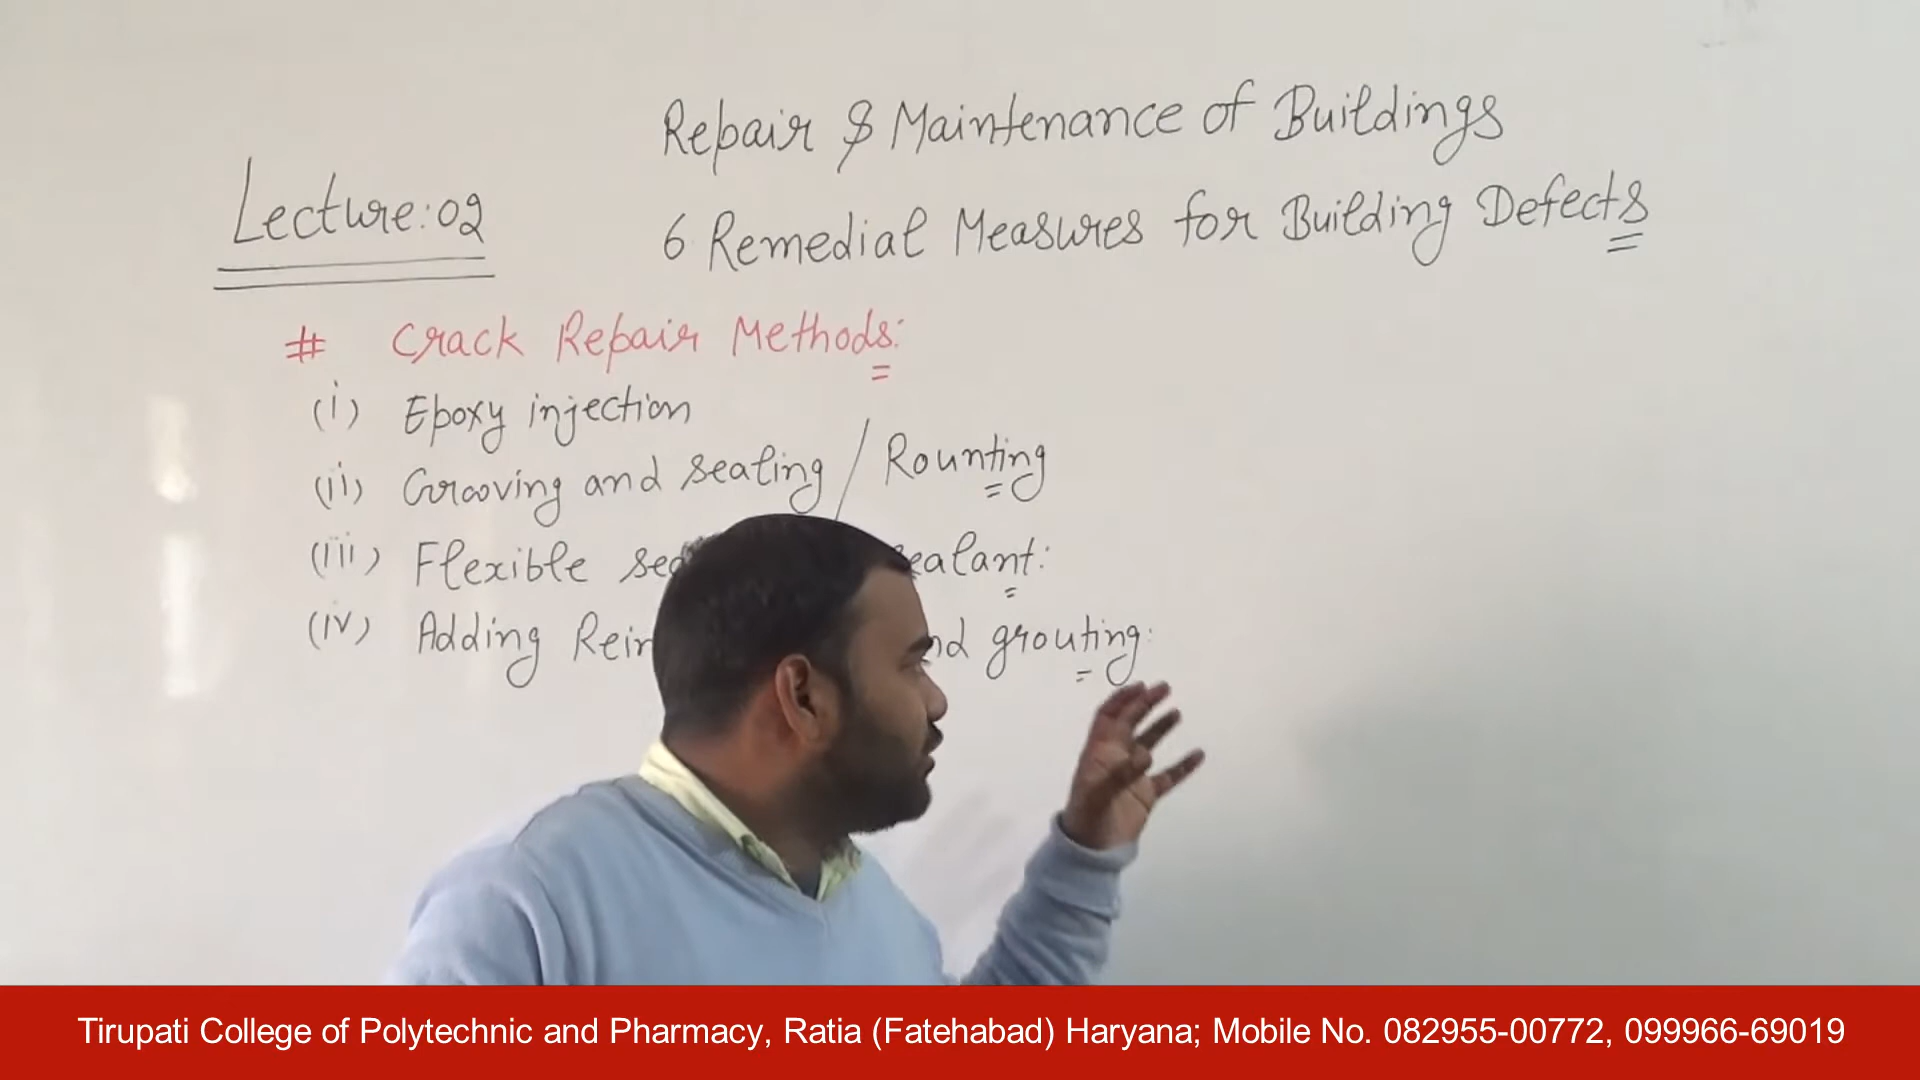 Repair & Maintenance of Buildings
Lecture:02
6 Remedial Measures for Building Defects
# Crack Repair Methods:
(i) Epoxy injection
(ii) Grooving and sealing / Rounting
(iii) Flexible
(iv) Adding grouting:
Tirupati College of Polytechnic and Pharmacy, Ratia (Fatehabad) Haryana; Mobile No. 082955-00772, 099966-69019